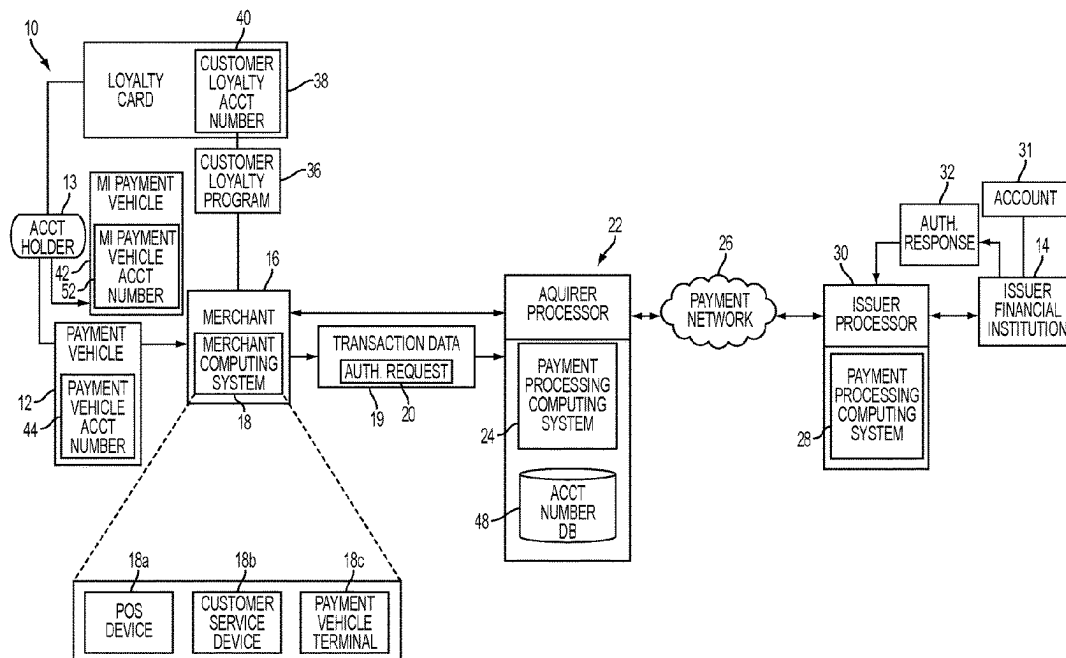 10
40
LOYALTY
CARD
CUSTOMER
LOYALTY
ACCT
NUMBER
38
CUSTOMER
LOYALTY
PROGRAM
36
13
ACCT
HOLDER
MI PAYMENT
VEHICLE
MI PAYMENT
VEHICLE
ACCT
NUMBER
42
52
PAYMENT
VEHICLE
PAYMENT
VEHICLE
ACCT
NUMBER
12
44
16
MERCHANT
MERCHANT
COMPUTING
SYSTEM
18
TRANSACTION DATA
AUTH. REQUEST
19
20
22
AQUIRER
PROCESSOR
PAYMENT
PROCESSING
COMPUTING
SYSTEM
24
ACCT
NUMBER
DB
48
26
PAYMENT
NETWORK
30
ISSUER
PROCESSOR
PAYMENT
PROCESSING
COMPUTING
SYSTEM
28
32
AUTH.
RESPONSE
31
ACCOUNT
14
ISSUER
FINANCIAL
INSTITUTION
18a
POS
DEVICE
18b
CUSTOMER
SERVICE
DEVICE
18c
PAYMENT
VEHICLE
TERMINAL